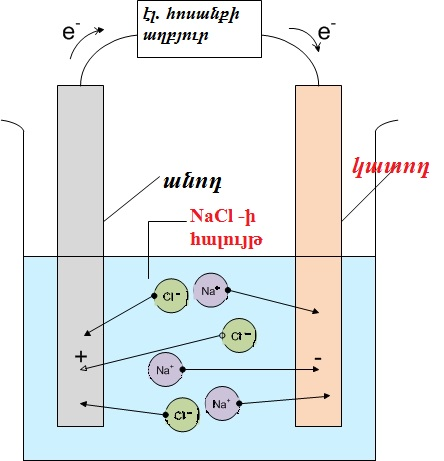 էլ. հոսանքի
աղբյուր
e-
e-
անոդ
կատոդ
NaCl -ի
հալույթ
Cl -
Na+
Cl -
+
Na+
-
Cl -
Na+